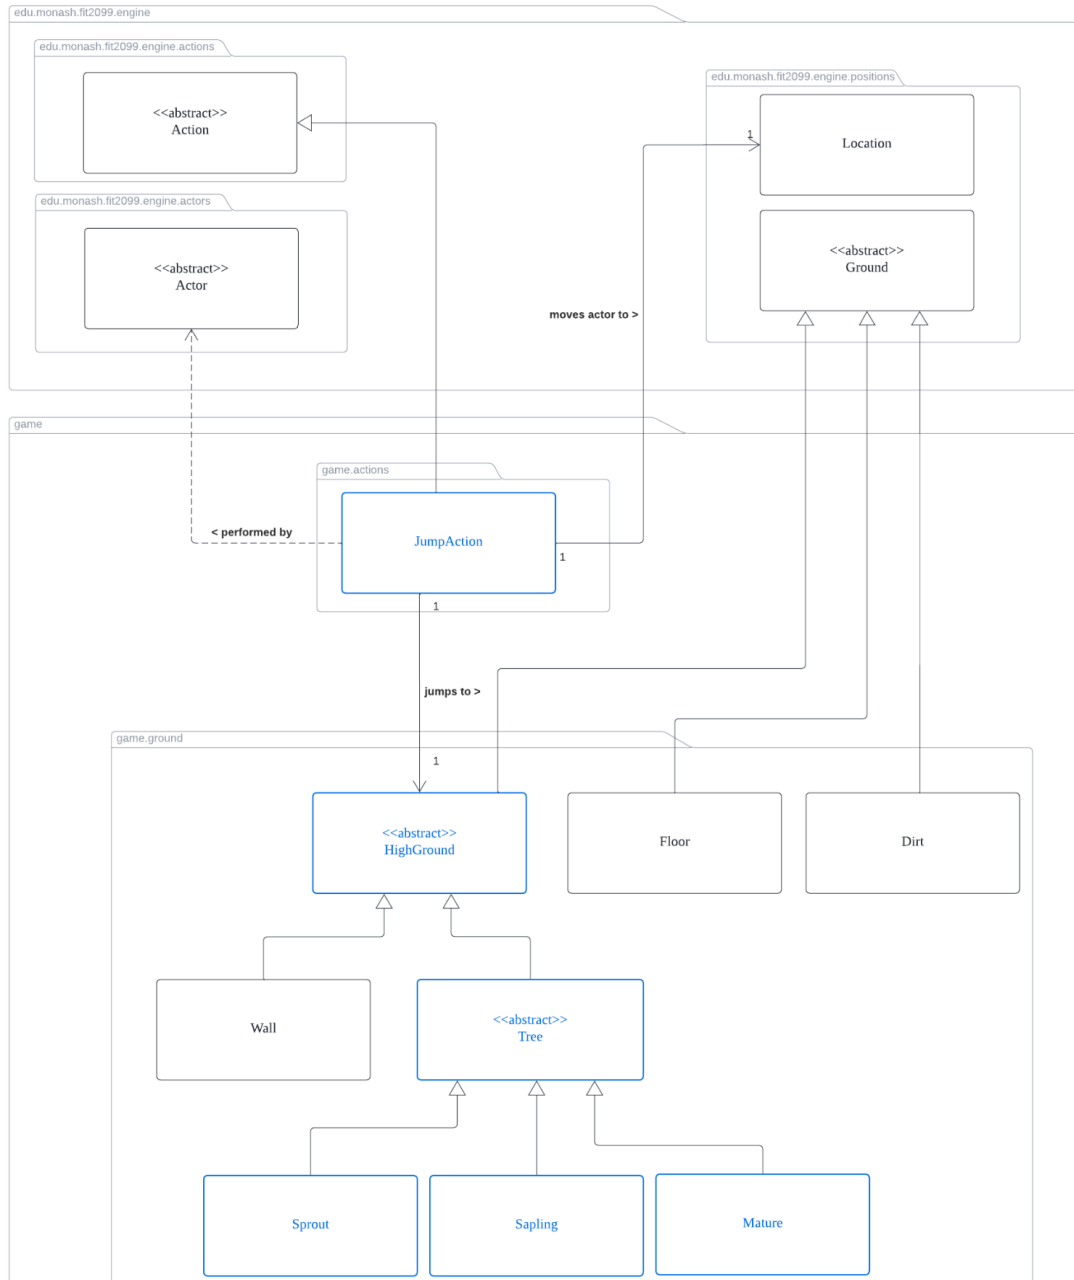 edu.monash.fit2099.engine
edu.monash.fit2099.engine.actions
<<abstract>>
Action
edu.monash.fit2099.engine.positions
1
Location
edu.monash.fit2099.engine.actors
<<abstract>>
Actor
<<abstract>>
Ground
moves actor to >
game
game.actions
< performed by
JumpAction
1
1
jumps to >
game.ground
1
<<abstract>>
HighGround
Floor
Dirt
Wall
<<abstract>>
Tree
Sprout
Sapling
Mature